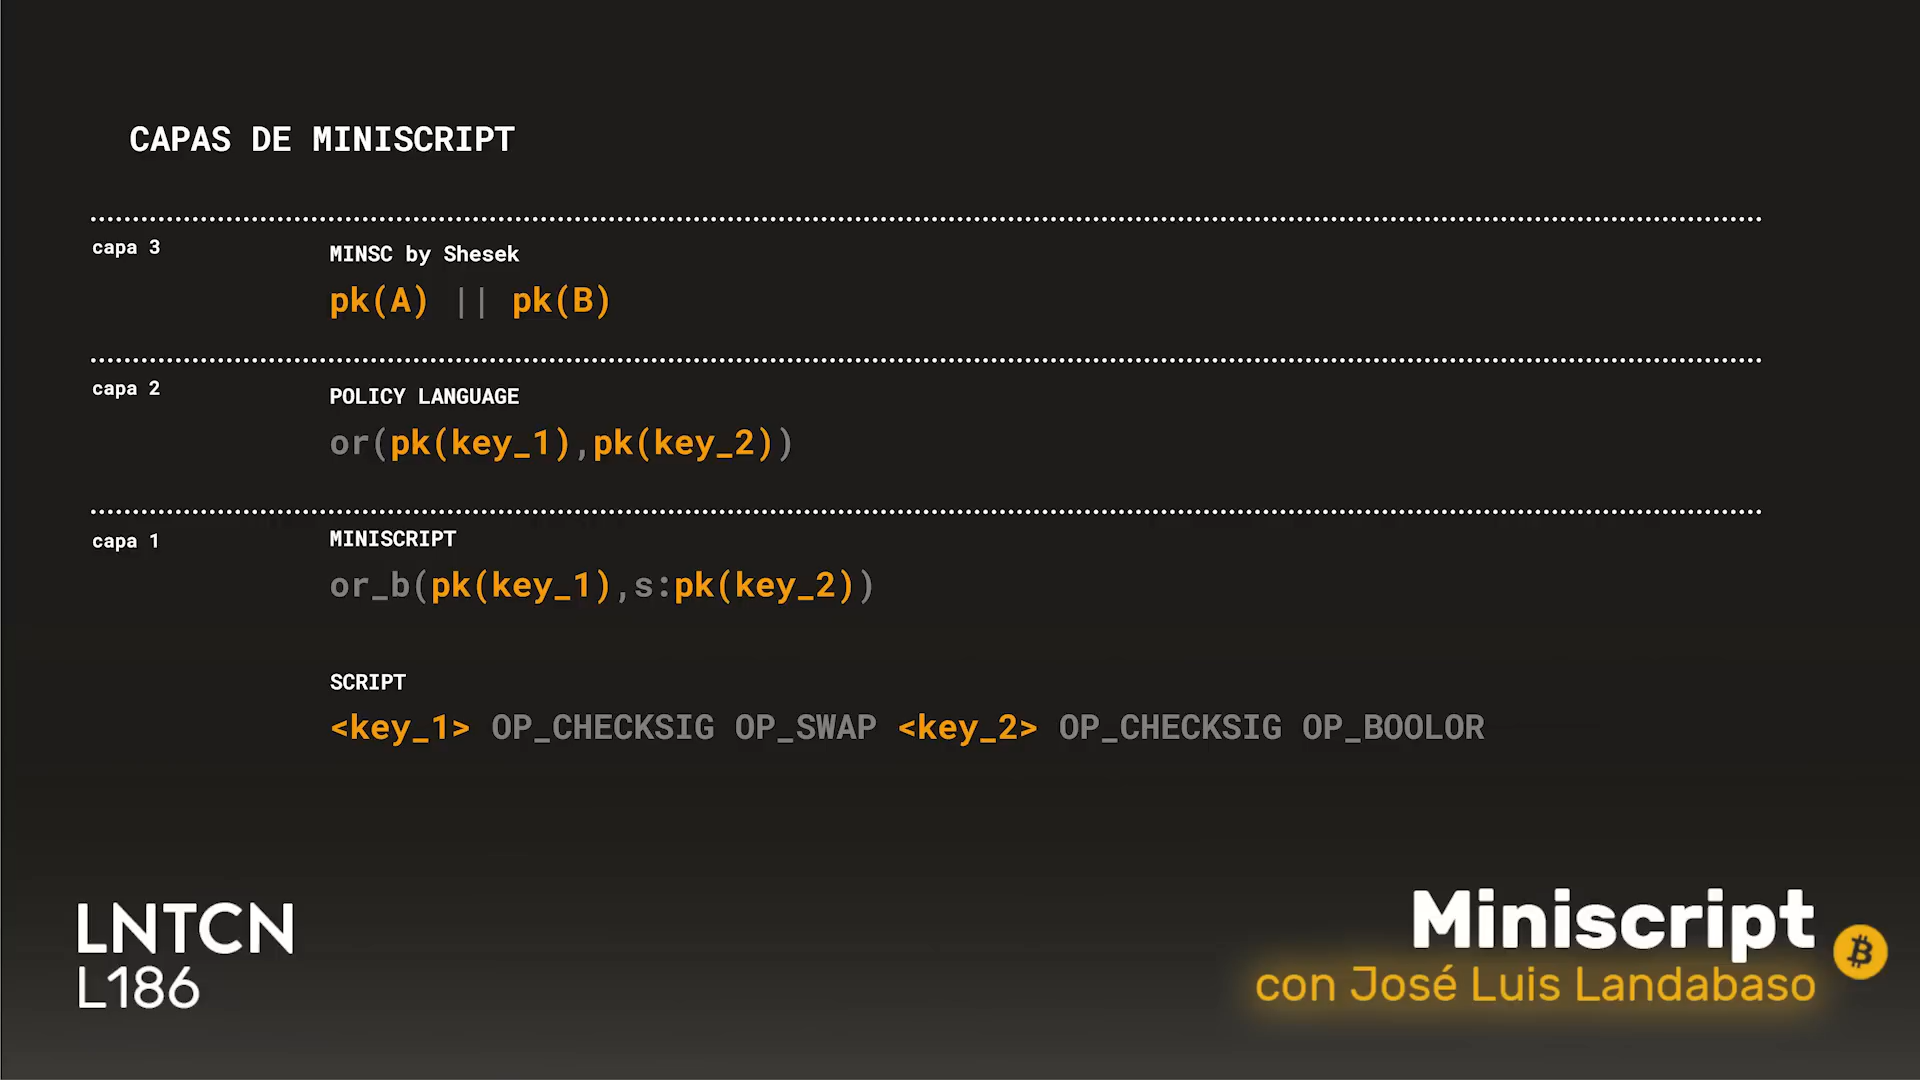 CAPAS DE MINISCRIPT
capa 3
MINSC by Shesek
pk(A) || pk(B)
capa 2
POLICY LANGUAGE
or(pk(key_1),pk(key_2))
capa 1
MINISCRIPT
or_b(pk(key_1),s:pk(key_2))
SCRIPT
<key_1> OP_CHECKSIG OP_SWAP <key_2> OP_CHECKSIG OP_BOOLOR
LNTCN
L186
Miniscript
con José Luis Landabaso